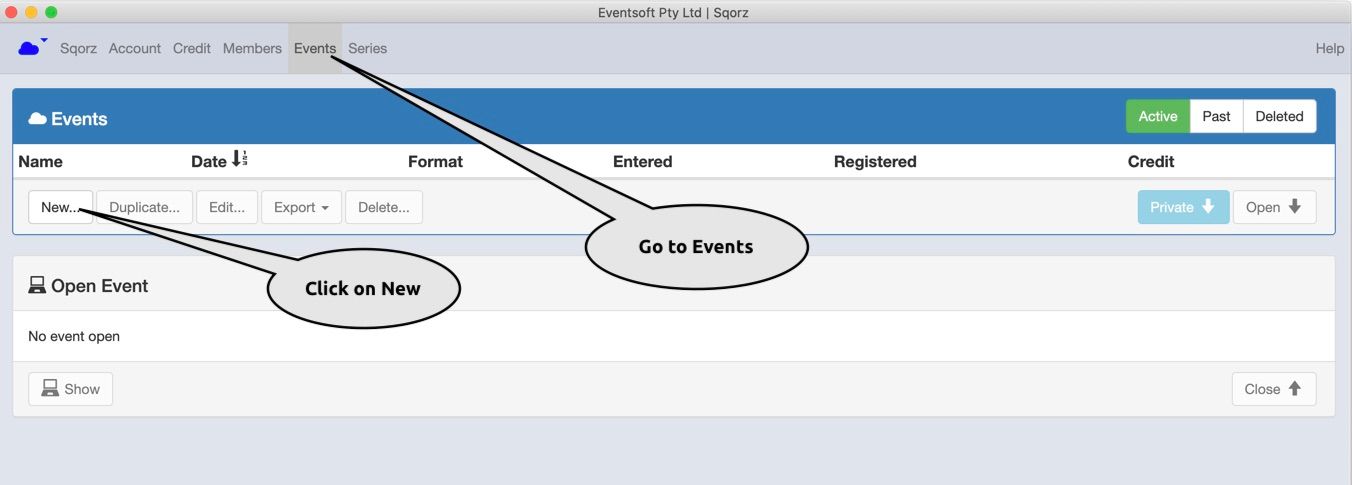 Eventsoft Pty Ltd | Sqorz
Sqorz Account Credit Members Events Series Help
Events Active Past Deleted
Name Date Format Entered Registered Credit
New... Duplicate... Edit... Export Delete... Private Open
Go to Events
Click on New
Open Event
No event open
Show Close